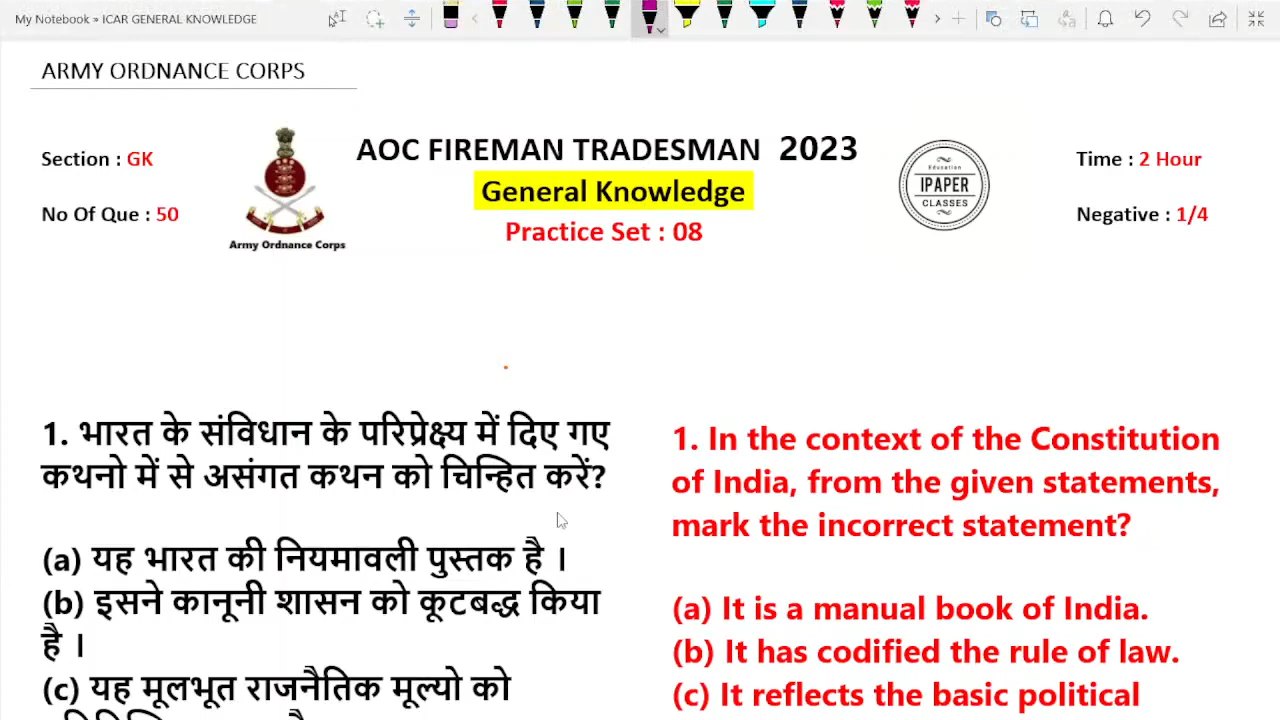 My Notebook » ICAR GENERAL KNOWLEDGE
ARMY ORDNANCE CORPS
Section : GK
No Of Que : 50
Army Ordnance Corps
AOC FIREMAN TRADESMAN 2023
General Knowledge
Practice Set : 08
Education
IPAPER
CLASSES
Time : 2 Hour
Negative : 1/4
1. भारत के संविधान के परिप्रेक्ष्य में दिए गए
कथनो में से असंगत कथन को चिन्हित करें?
(a) यह भारत की नियमावली पुस्तक है ।
(b) इसने कानूनी शासन को कूटबद्ध किया
है ।
(c) यह मूलभूत राजनैतिक मूल्यो को
1. In the context of the Constitution
of India, from the given statements,
mark the incorrect statement?
(a) It is a manual book of India.
(b) It has codified the rule of law.
(c) It reflects the basic political